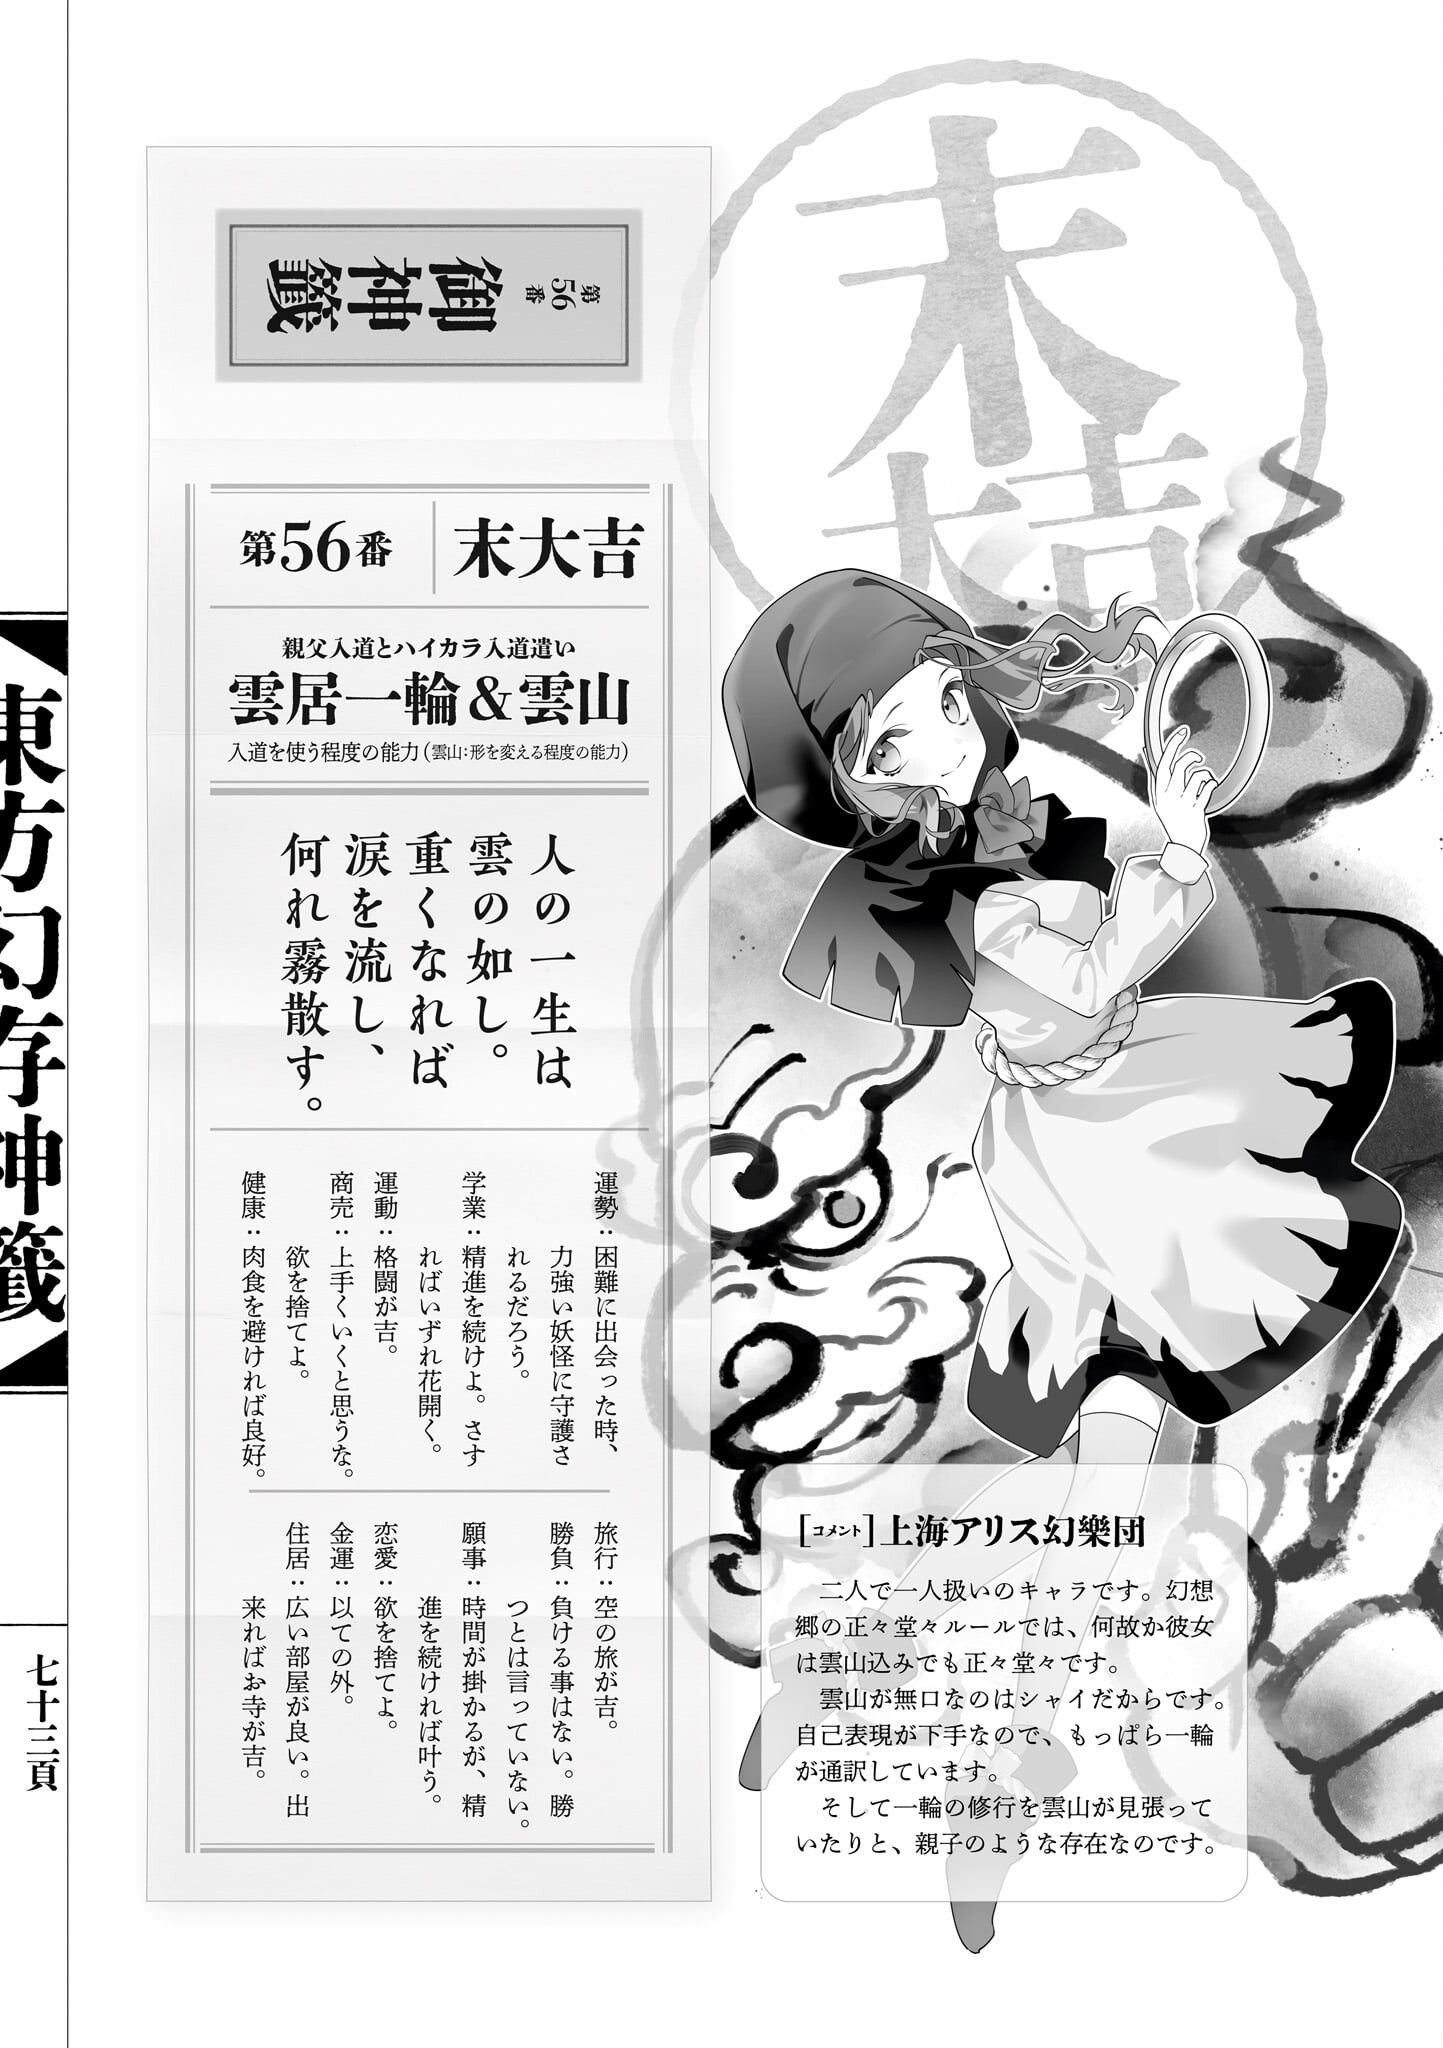 末
大吉
御神籤
第
56
番
第56番
末大吉
親父入道とハイカラ入道遣い
雲居一輪&雲山
入道を使う程度の能力(雲山:形を変える程度の能力)
人の一生は
雲の如し。
重くなれば
涙を流し、
何れ霧散す。
運勢:困難に出会った時、
力強い妖怪に守護さ
れるだろう。
学業:精進を続けよ。さす
ればいずれ花開く。
運動:格闘が吉。
商売:上手くいくと思うな。
欲を捨てよ。
健康:肉食を避ければ良好。
旅行:空の旅が吉。
勝負:負ける事はない。勝
つとは言っていない。
願事:時間が掛かるが、精
進を続ければ叶う。
恋愛:欲を捨てよ。
金運:以ての外。
住居:広い部屋が良い。出
来ればお寺が吉。
[コメント]上海アリス幻樂団
二人で一人扱いのキャラです。幻想
郷の正々堂々ルールでは、何故か彼女
は雲山込みでも正々堂々です。
雲山が無口なのはシャイだからです。
自己表現が下手なので、もっぱら一輪
が通訳しています。
そして一輪の修行を雲山が見張って
いたりと、親子のような存在なのです。
東方幻存神籤
七十三頁